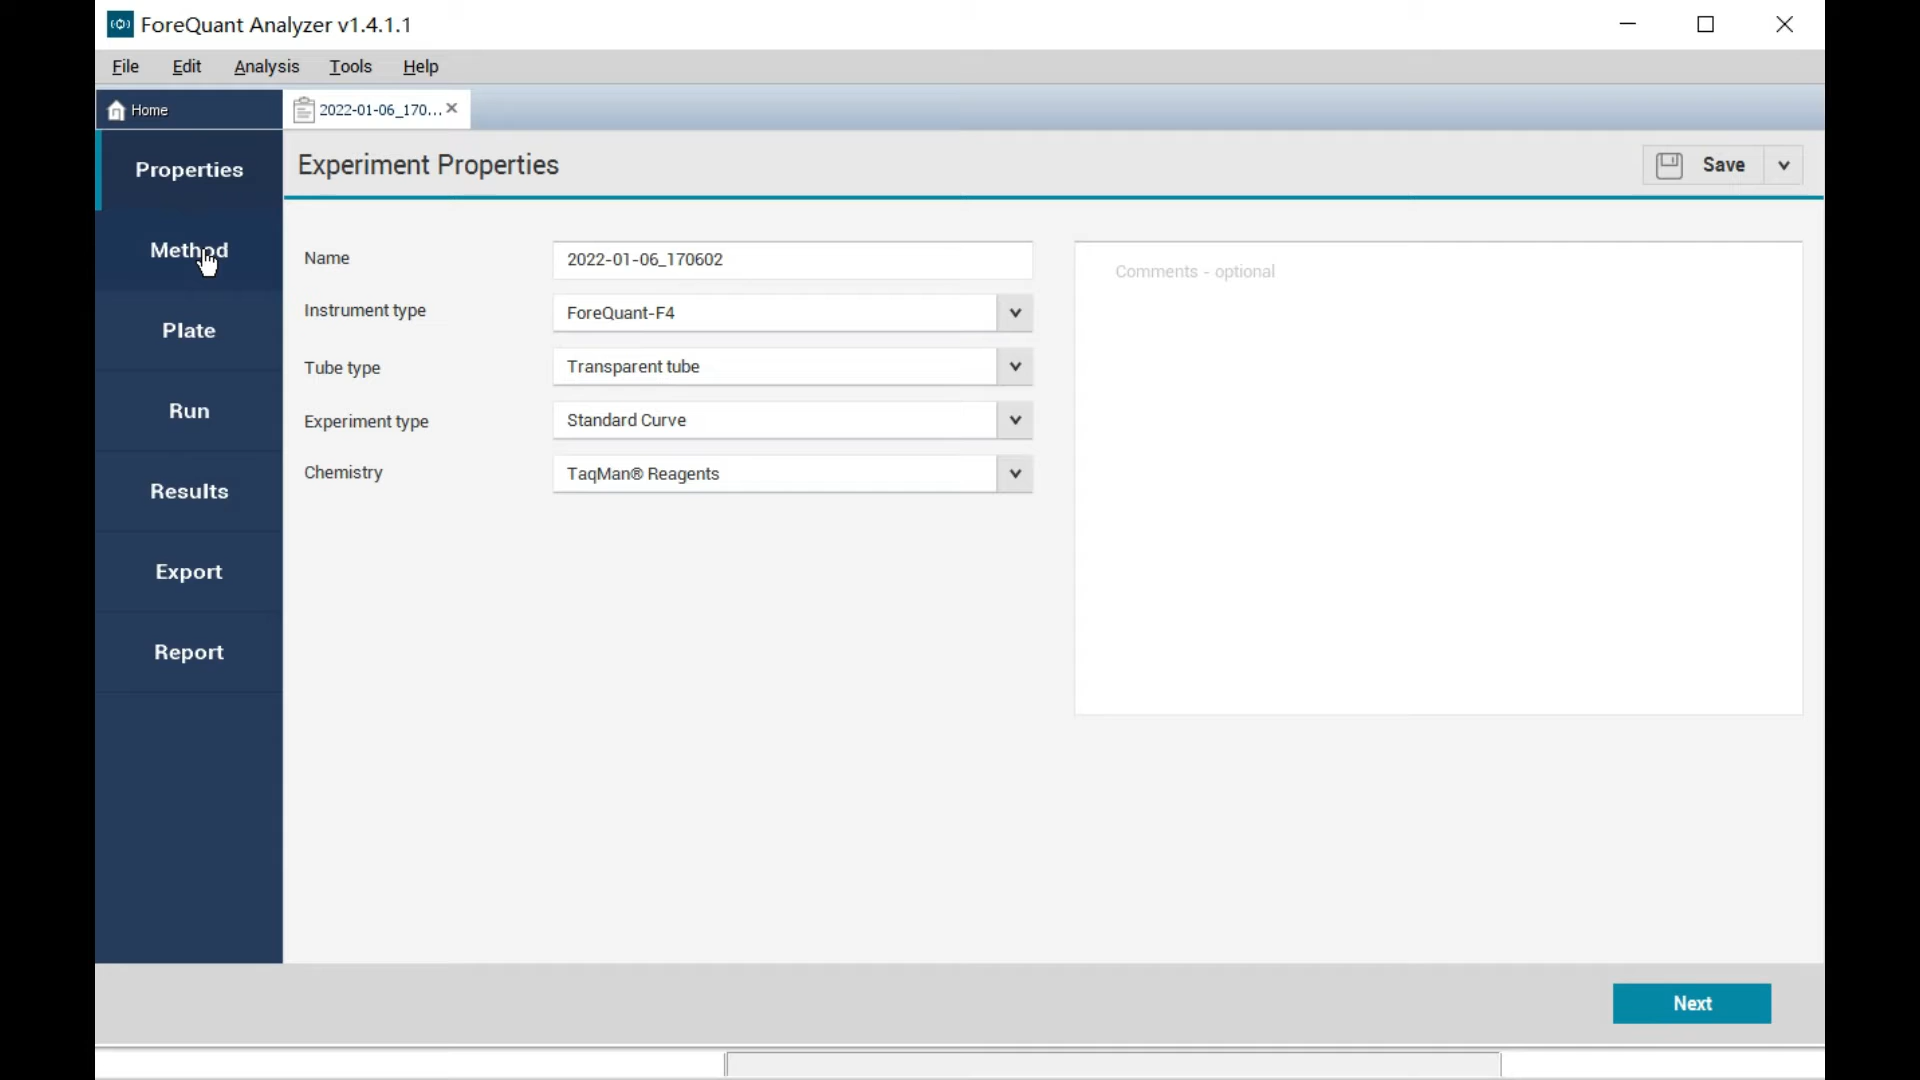 ForeQuant Analyzer v1.4.1.1
File Edit Analysis Tools Help
Home
2022-01-06_170...
Properties
Method
Plate
Run
Results
Export
Report
Experiment Properties
Save
Name
2022-01-06_170602
Instrument type
ForeQuant-F4
Tube type
Transparent tube
Experiment type
Standard Curve
Chemistry
TaqMan® Reagents
Comments - optional
Next